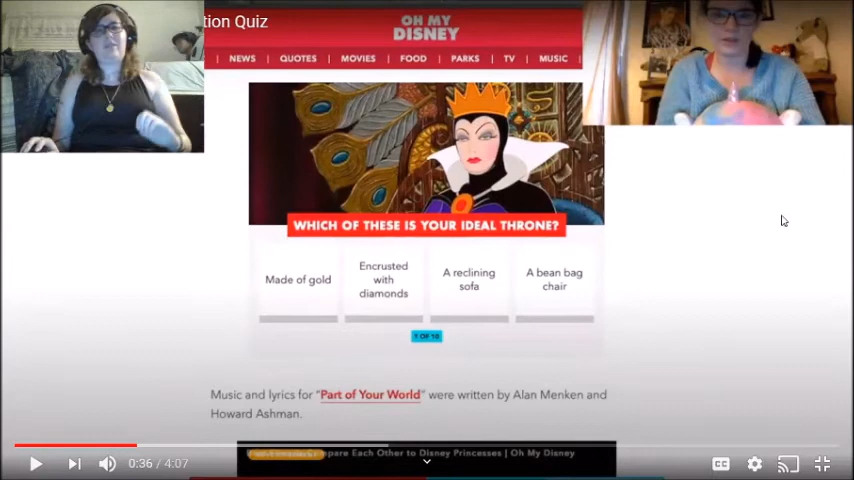 tion Quiz
OH MY
DISNEY
NEWS QUOTES MOVIES FOOD PARKS TV MUSIC
WHICH OF THESE IS YOUR IDEAL THRONE?
Made of gold
Encrusted
with
diamonds
A reclining
sofa
A bean bag
chair
1 OF 10
Music and lyrics for “Part of Your World” were written by Alan Menken and
Howard Ashman.
pare Each Other to Disney Princesses | Oh My Disney
0:36 / 4:07
CC